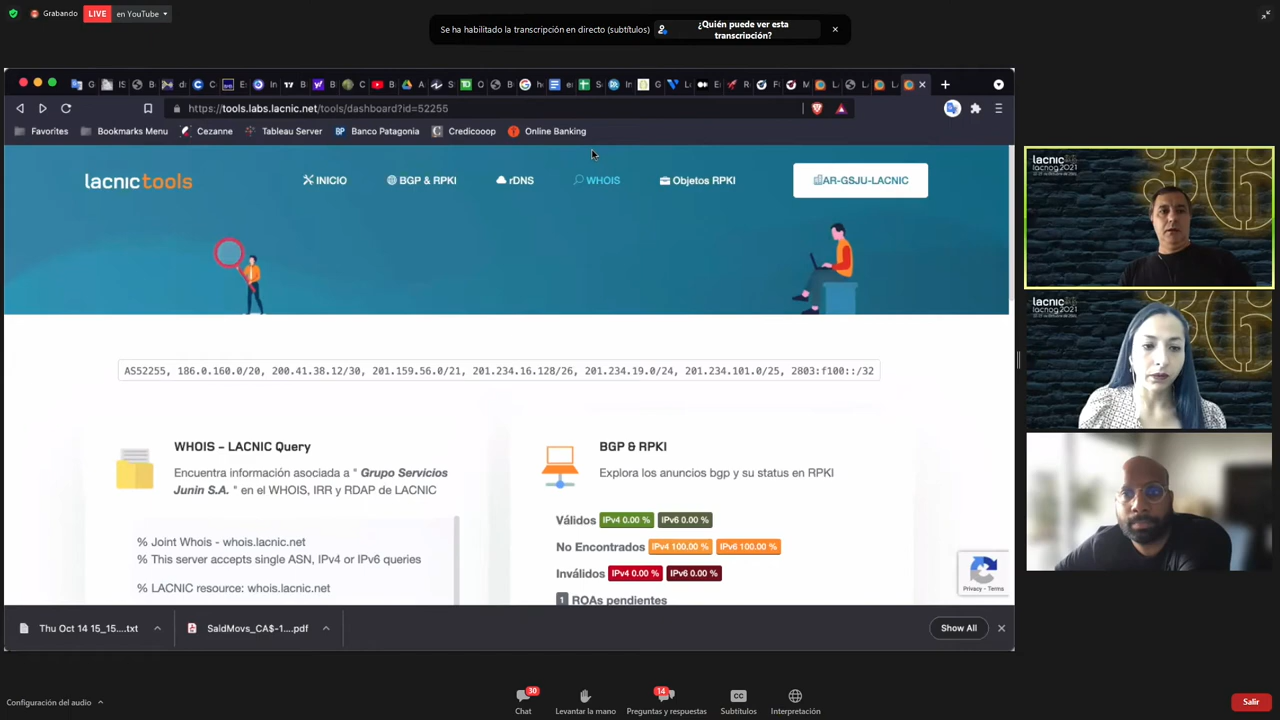 Grabando
LIVE
en YouTube
Se ha habilitado la transcripción en directo (subtítulos)
¿Quién puede ver esta transcripción?
https://tools.labs.lacnic.net/tools/dashboard?id=52255
Favorites
Bookmarks Menu
Cezanne
Tableau Server
BP
Banco Patagonia
Credicooop
Online Banking
lacnictools
INICIO
BGP & RPKI
rDNS
WHOIS
Objetos RPKI
AR-GSJU-LACNIC
lacnic
lacnog2021
lacnic
lacnog2021
AS52255, 186.0.160.0/20, 200.41.38.12/30, 201.159.56.0/21, 201.234.16.128/26, 201.234.19.0/24, 201.234.101.0/25, 2803:f100::/32
WHOIS – LACNIC Query
Encuentra información asociada a " Grupo Servicios
Junin S.A. " en el WHOIS, IRR y RDAP de LACNIC
% Joint Whois - whois.lacnic.net
% This server accepts single ASN, IPv4 or IPv6 queries
% LACNIC resource: whois.lacnic.net
BGP & RPKI
Explora los anuncios bgp y su status en RPKI
Válidos IPv4 0.00 % IPv6 0.00 %
No Encontrados IPv4 100.00 % IPv6 100.00 %
Inválidos IPv4 0.00 % IPv6 0.00 %
1 ROAs pendientes
Privacy - Terms
Thu Oct 14 15_15....txt
SaldMovs_CA$-1....pdf
Show All
Configuración del audio
30
Chat
Levantar la mano
14
Preguntas y respuestas
CC
Subtítulos
Interpretación
Salir